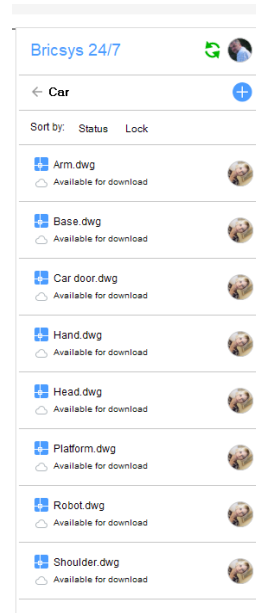 Bricsys 24/7
Car
Sort by: Status Lock
Arm.dwg
Available for download
Base.dwg
Available for download
Car door.dwg
Available for download
Hand.dwg
Available for download
Head.dwg
Available for download
Platform.dwg
Available for download
Robot.dwg
Available for download
Shoulder.dwg
Available for download